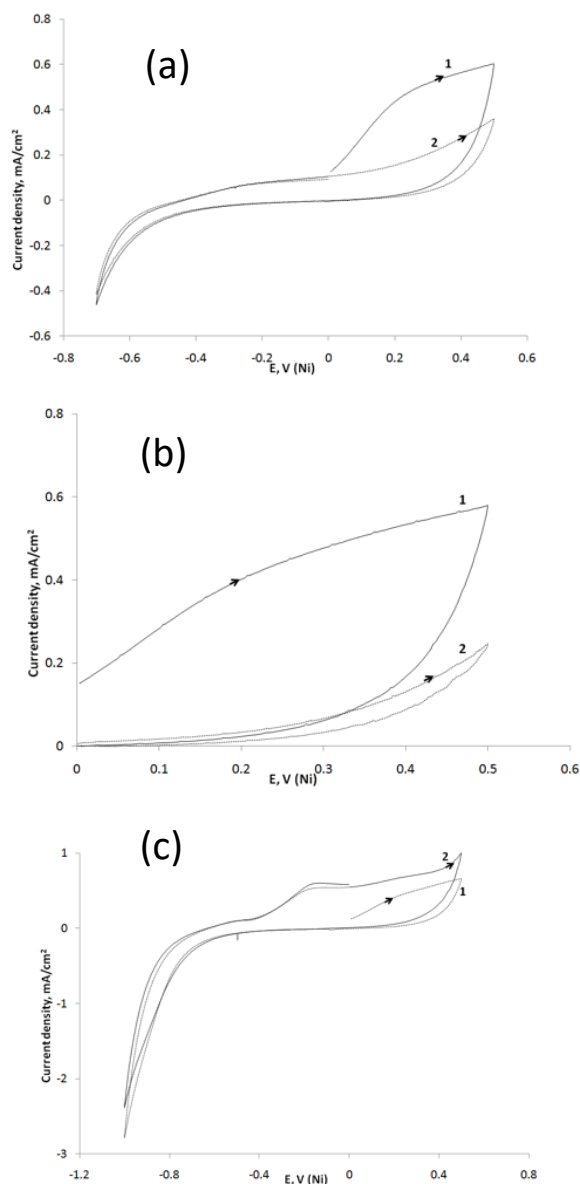 (a)
Current density, mA/cm²
0.8
0.6
0.4
0.2
0
-0.2
-0.4
-0.6
1
2
-0.8 -0.6 -0.4 -0.2 0 0.2 0.4 0.6
E, V (Ni)
(b)
Current density, mA/cm²
0.8
0.6
0.4
0.2
0
1
2
0 0.1 0.2 0.3 0.4 0.5 0.6
E, V (Ni)
(c)
Current density, mA/cm²
1
0
-1
-2
-3
2
1
-1.2 -0.8 -0.4 0 0.4 0.8
E, V (Ni)